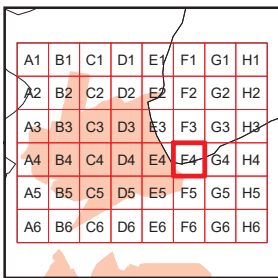 A1 B1 C1 D1 E1 F1 G1 H1
A2 B2 C2 D2 E2 F2 G2 H2
A3 B3 C3 D3 E3 F3 G3 H3
A4 B4 C4 D4 E4 F4 G4 H4
A5 B5 C5 D5 E5 F5 G5 H5
A6 B6 C6 D6 E6 F6 G6 H6